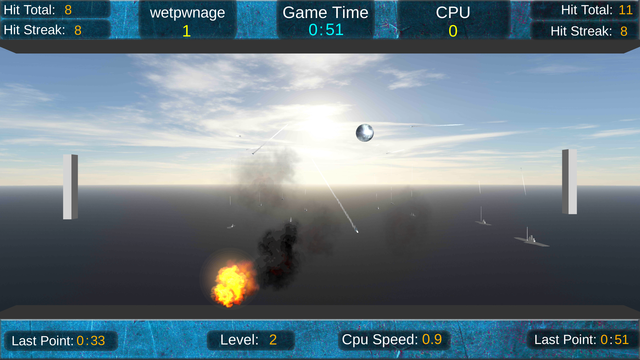 Hit Total: 8
Hit Streak: 8
wetpwnage
1
Game Time
0:51
CPU
0
Hit Total: 11
Hit Streak: 8
Last Point: 0:33
Level: 2
Cpu Speed: 0.9
Last Point: 0:51